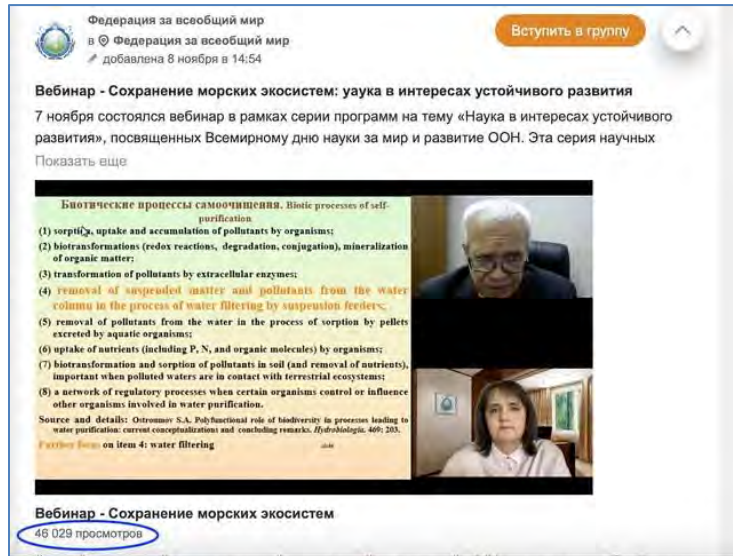 Федерация за всеобщий мир
в Федерация за всеобщий мир
добавлена 8 ноября в 14:54
Вступить в группу
Вебинар - Сохранение морских экосистем: уаука в интересах устойчивого развития
7 ноября состоялся вебинар в рамках серии программ на тему «Наука в интересах устойчивого
развития», посвященных Всемирному дню науки за мир и развитие ООН. Эта серия научных
Показать еще
Биотические процессы самоочищения. Biotic processes of self-
purification
(1) sorption, uptake and accumulation of pollutants by organisms;
(2) biotransformations (redox reactions, degradation, conjugation), mineralization
of organic matter;
(3) transformation of pollutants by extracellular enzymes;
(4) removal of suspended matter and pollutants from the water
column in the process of water filtering by suspension feeders;
(5) removal of pollutants from the water in the process of sorption by pellets
excreted by aquatic organisms;
(6) uptake of nutrients (including P, N, and organic molecules) by organisms;
(7) biotransformation and sorption of pollutants in soil (and removal of nutrients),
important when polluted waters are in contact with terrestrial ecosystems;
(8) a network of regulatory processes when certain organisms control or influence
other organisms involved in water purification.
Source and details: Ostroumov S.A. Polyfunctional role of biodiversity in processes leading to
water purification: current conceptualizations and concluding remarks. Hydrobiologia. 469: 203.
Further focus on item 4: water filtering
Вебинар - Сохранение морских экосистем
46 029 просмотров